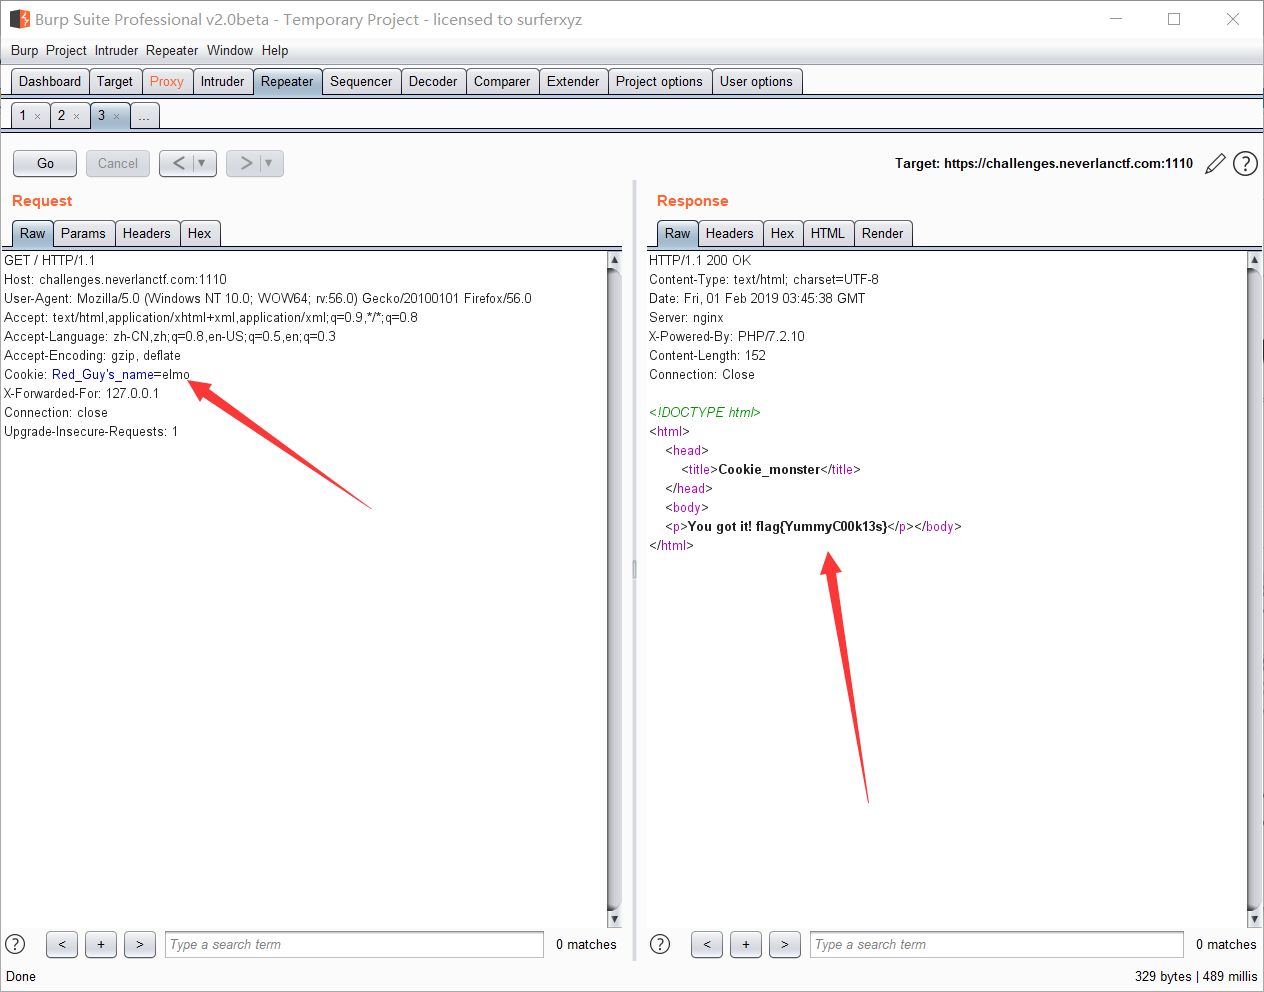 Burp Suite Professional v2.0beta - Temporary Project - licensed to surferxyz
Burp Project Intruder Repeater Window Help
Dashboard Target Proxy Intruder Repeater Sequencer Decoder Comparer Extender Project options User options
1 × 2 × 3 × ...
Go Cancel < ▼ > ▼ Target: https://challenges.neverlanctf.com:1110 ?
Request
Raw Params Headers Hex
GET / HTTP/1.1
Host: challenges.neverlanctf.com:1110
User-Agent: Mozilla/5.0 (Windows NT 10.0; WOW64; rv:56.0) Gecko/20100101 Firefox/56.0
Accept: text/html,application/xhtml+xml,application/xml;q=0.9,*/*;q=0.8
Accept-Language: zh-CN,zh;q=0.8,en-US;q=0.5,en;q=0.3
Accept-Encoding: gzip, deflate
Cookie: Red_Guy's_name=elmo
X-Forwarded-For: 127.0.0.1
Connection: close
Upgrade-Insecure-Requests: 1
? < + > Type a search term 0 matches
Response
Raw Headers Hex HTML Render
HTTP/1.1 200 OK
Content-Type: text/html; charset=UTF-8
Date: Fri, 01 Feb 2019 03:45:38 GMT
Server: nginx
X-Powered-By: PHP/7.2.10
Content-Length: 152
Connection: Close
<!DOCTYPE html>
<html>
<head>
<title>Cookie_monster</title>
</head>
<body>
<p>You got it! flag{YummyC00k13s}</p></body>
</html>
? < + > Type a search term 0 matches
Done
329 bytes | 489 millis